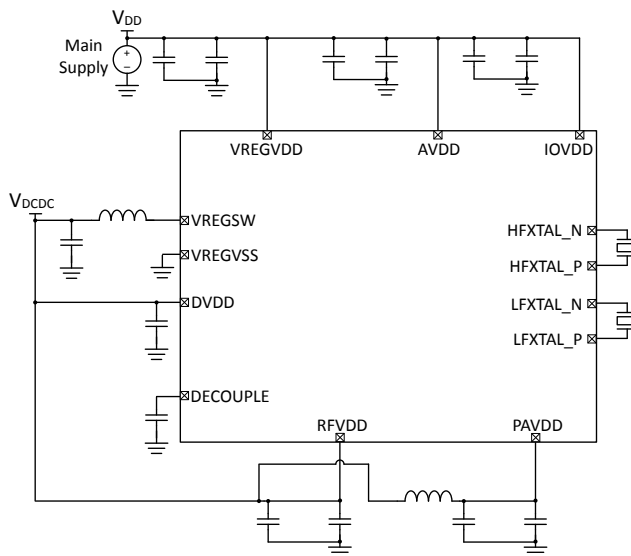 VDD
Main
Supply
+
–
VREGVDD
AVDD
IOVDD
VDCDC
VREGSW
VREGVSS
DVDD
DECOUPLE
HFXTAL_N
HFXTAL_P
LFXTAL_N
LFXTAL_P
RFVDD
PAVDD